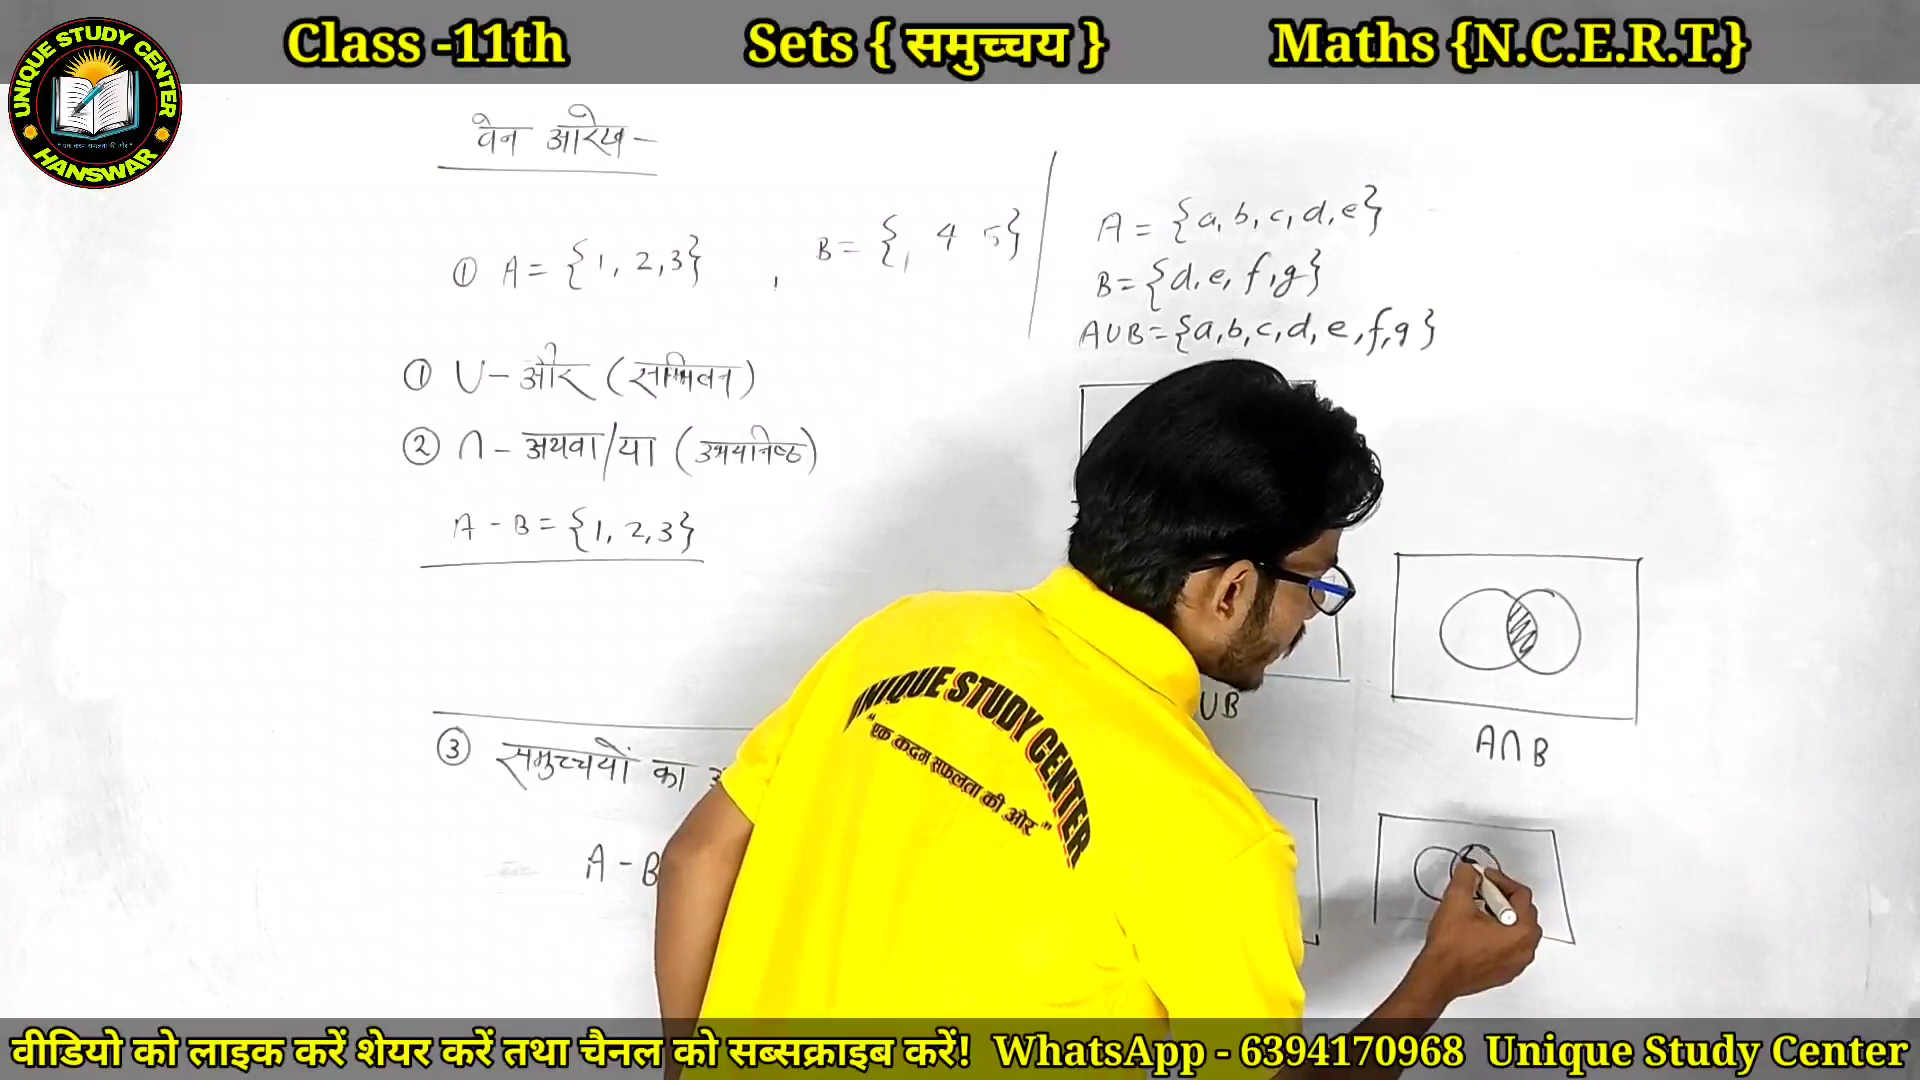 Class -11th
Sets { समुच्चय }
Maths {N.C.E.R.T.}
UNIQUE STUDY CENTER
HANSWAR
वेन आरेख -
① A = {1, 2, 3} , B = {, 4 5}
① U - और (सम्मिलन)
② ∩ - अथवा/या (उभयनिष्ठ)
A - B = {1, 2, 3}
③ समुच्चयों का
A - B
A = {a, b, c, d, e}
B = {d, e, f, g}
A∪B = {a, b, c, d, e, f, g}
UB
A∩B
UNIQUE STUDY CENTER
"एक कदम सफलता की ओर"
वीडियो को लाइक करें शेयर करें तथा चैनल को सब्सक्राइब करें! WhatsApp - 6394170968 Unique Study Center